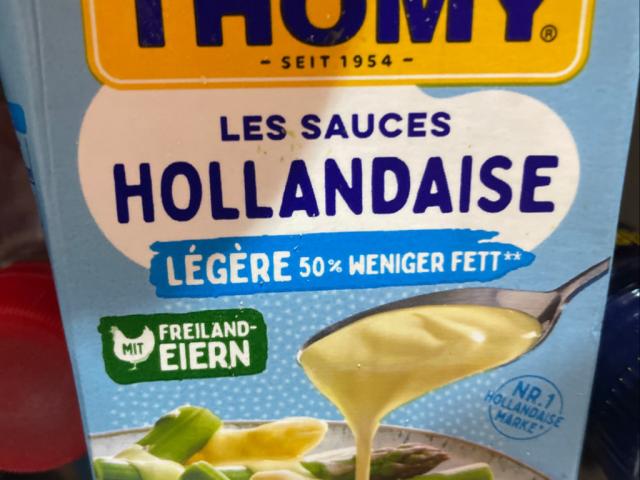 THOMY®
- SEIT 1954 -
LES SAUCES
HOLLANDAISE
LÉGÈRE 50% WENIGER FETT**
MIT
FREILAND-
EIERN
NR. 1
HOLLANDAISE
MARKE*